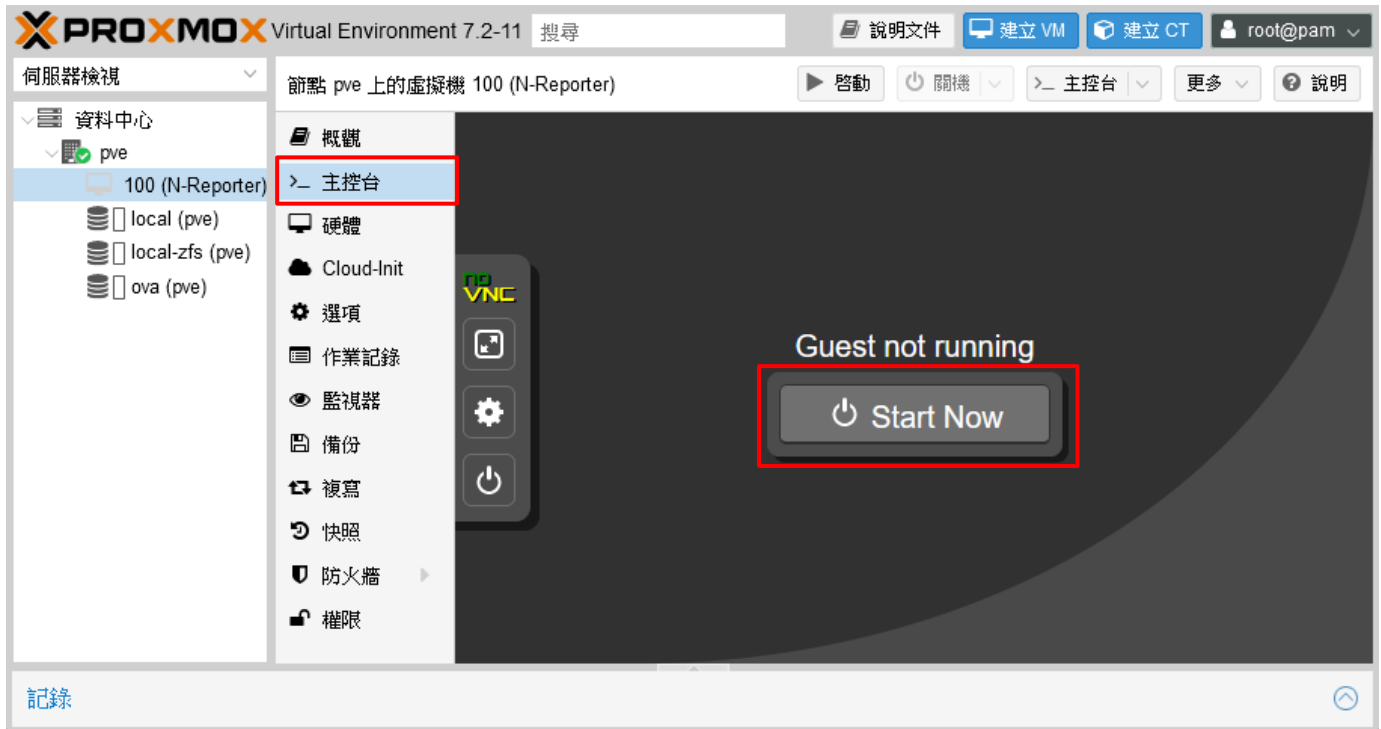 PROXMOX Virtual Environment 7.2-11 搜尋 說明文件 建立 VM 建立 CT root@pam
伺服器檢視
節點 pve 上的虛擬機 100 (N-Reporter) 啓動 關機 主控台 更多 說明
資料中心
pve
100 (N-Reporter)
local (pve)
local-zfs (pve)
ova (pve)
概觀
>_ 主控台
硬體
Cloud-Init
選項
作業記錄
監視器
備份
複寫
快照
防火牆
權限
no
VNC
Guest not running
Start Now
記錄